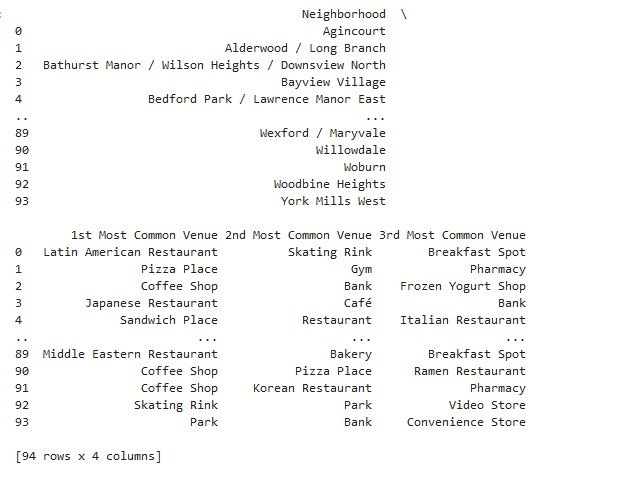 Neighborhood \
0 Agincourt
1 Alderwood / Long Branch
2 Bathurst Manor / Wilson Heights / Downsview North
3 Bayview Village
4 Bedford Park / Lawrence Manor East
.. ...
89 Wexford / Maryvale
90 Willowdale
91 Woburn
92 Woodbine Heights
93 York Mills West
1st Most Common Venue 2nd Most Common Venue 3rd Most Common Venue
0 Latin American Restaurant Skating Rink Breakfast Spot
1 Pizza Place Gym Pharmacy
2 Coffee Shop Bank Frozen Yogurt Shop
3 Japanese Restaurant Café Bank
4 Sandwich Place Restaurant Italian Restaurant
.. ... ... ...
89 Middle Eastern Restaurant Bakery Breakfast Spot
90 Coffee Shop Pizza Place Ramen Restaurant
91 Coffee Shop Korean Restaurant Pharmacy
92 Skating Rink Park Video Store
93 Park Bank Convenience Store
[94 rows x 4 columns]